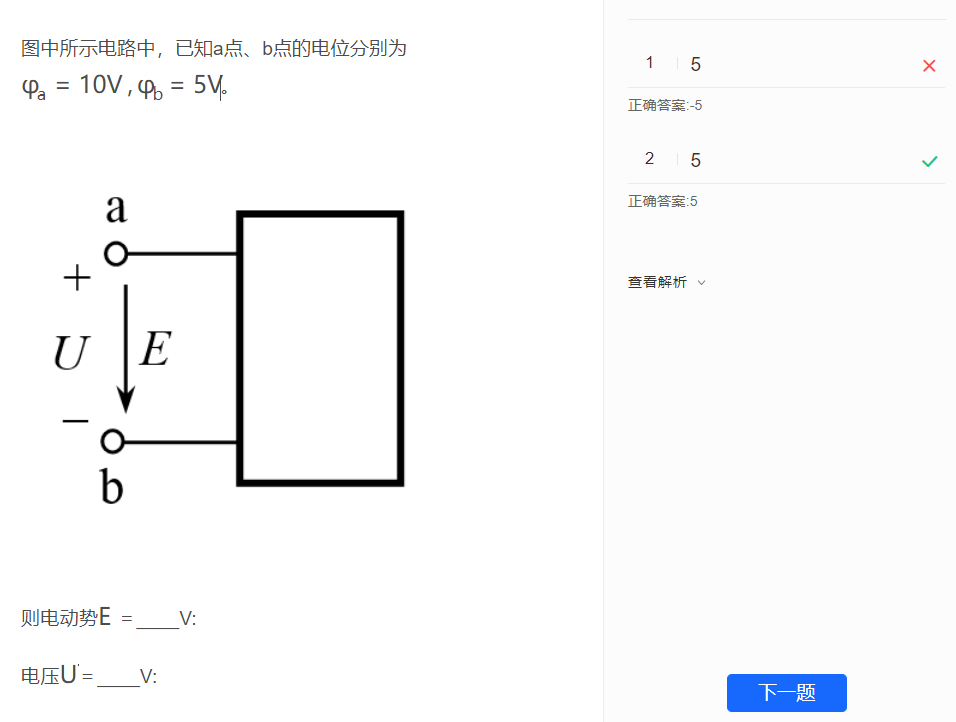 图中所示电路中，已知a点、b点的电位分别为
φa = 10V , φb = 5V。
a
+
U
E
−
b
则电动势E = ____V:
电压U = ____V:
1 5
正确答案:-5
2 5
正确答案:5
查看解析
下一题